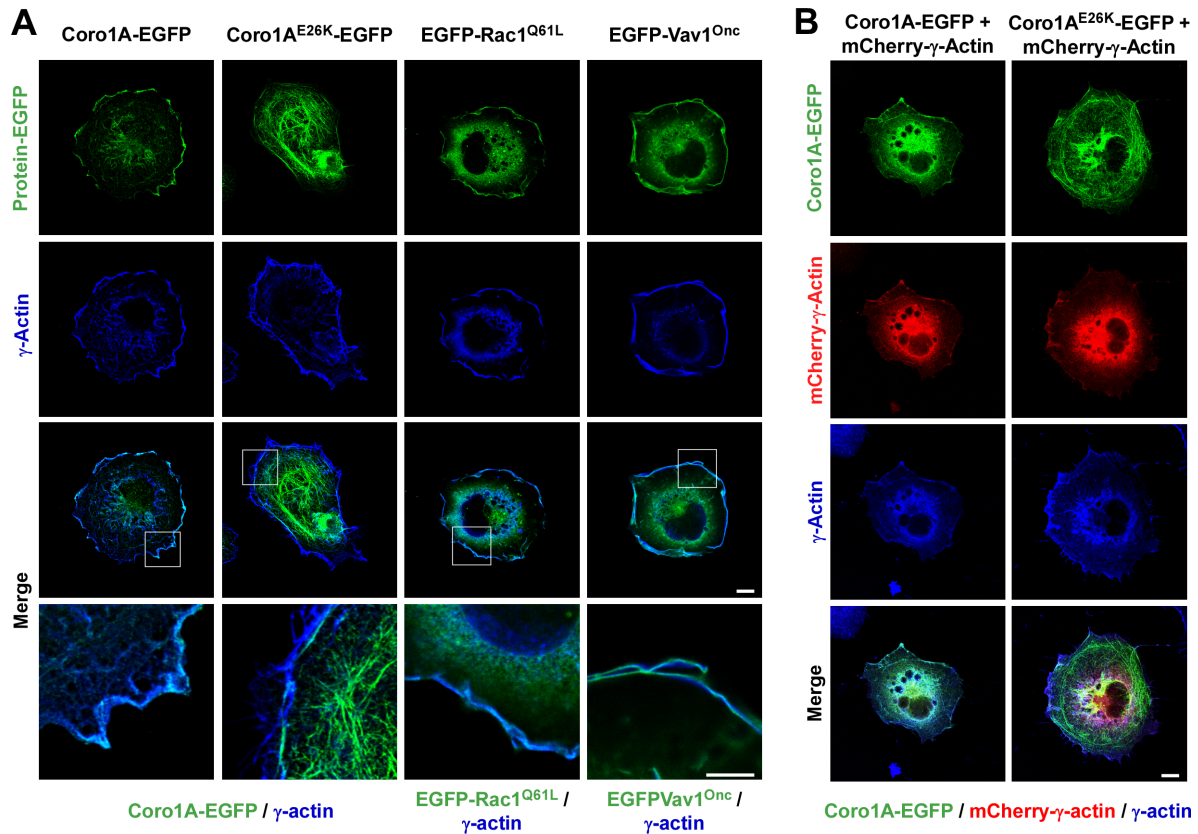 A
Coro1A-EGFP
Coro1A^E26K-EGFP
EGFP-Rac1^Q61L
EGFP-Vav1^Onc
Protein-EGFP
γ-Actin
Merge
Coro1A-EGFP / γ-actin
EGFP-Rac1^Q61L /
γ-actin
EGFPVav1^Onc /
γ-actin
B
Coro1A-EGFP +
mCherry-γ-Actin
Coro1A^E26K-EGFP +
mCherry-γ-Actin
Coro1A-EGFP
mCherry-γ-Actin
γ-Actin
Merge
Coro1A-EGFP / mCherry-γ-actin / γ-actin